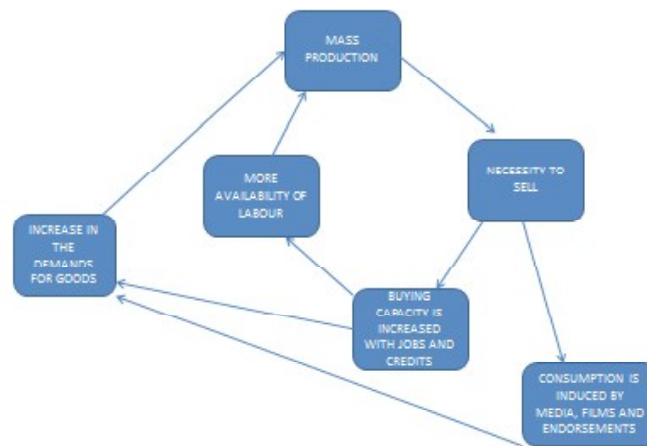 MASS
PRODUCTION
MORE
AVAILABILITY OF
LABOUR
NECESSITY TO
SELL
INCREASE IN
THE
DEMANDS
FOR GOODS
BUYING
CAPACITY IS
INCREASED
WITH JOBS AND
CREDITS
CONSUMPTION IS
INDUCED BY
MEDIA, FILMS AND
ENDORSEMENTS